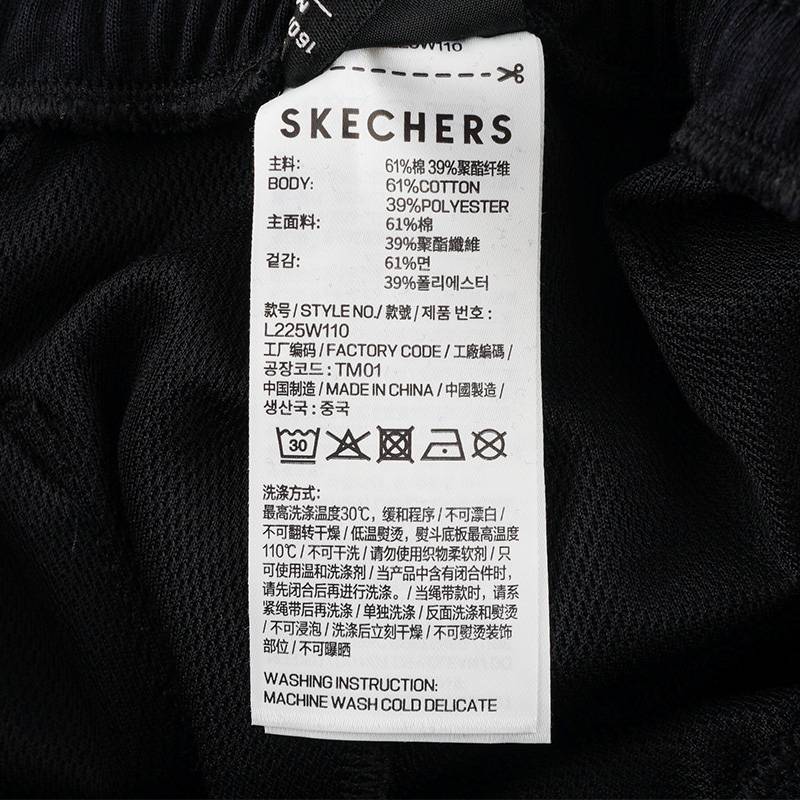 160
L225W110
SKECHERS
主料: 61%棉 39%聚酯纤维
BODY: 61%COTTON
39%POLYESTER
主面料: 61%棉
39%聚酯纖維
겉감: 61%면
39%폴리에스터
款号 / STYLE NO./ 款號 / 제품 번호 :
L225W110
工厂编码 / FACTORY CODE / 工廠編碼 /
공장코드 : TM01
中国制造 / MADE IN CHINA / 中國製造 /
생산국 : 중국
30
洗涤方式:
最高洗涤温度30℃，缓和程序 / 不可漂白 /
不可翻转干燥 / 低温熨烫，熨斗底板最高温度
110℃ / 不可干洗 / 请勿使用织物柔软剂 / 只
可使用温和洗涤剂 / 当产品中含有闭合件时，
请先闭合后再进行洗涤。/ 当绳带款时，请系
紧绳带后再洗涤 / 单独洗涤 / 反面洗涤和熨烫
/ 不可浸泡 / 洗涤后立刻干燥 / 不可熨烫装饰
部位 / 不可曝晒
WASHING INSTRUCTION:
MACHINE WASH COLD DELICATE